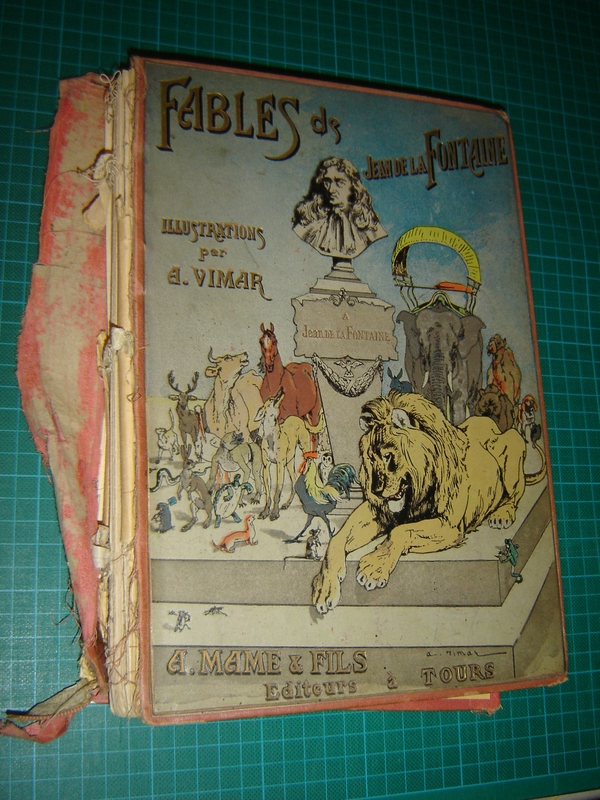 FABLES de
JEAN DE LA FONTAINE
ILLUSTRATIONS
par
A. VIMAR
A
JEAN DE LA FONTAINE
a. Vimar
A. MAME & FILS
Editeurs à TOURS